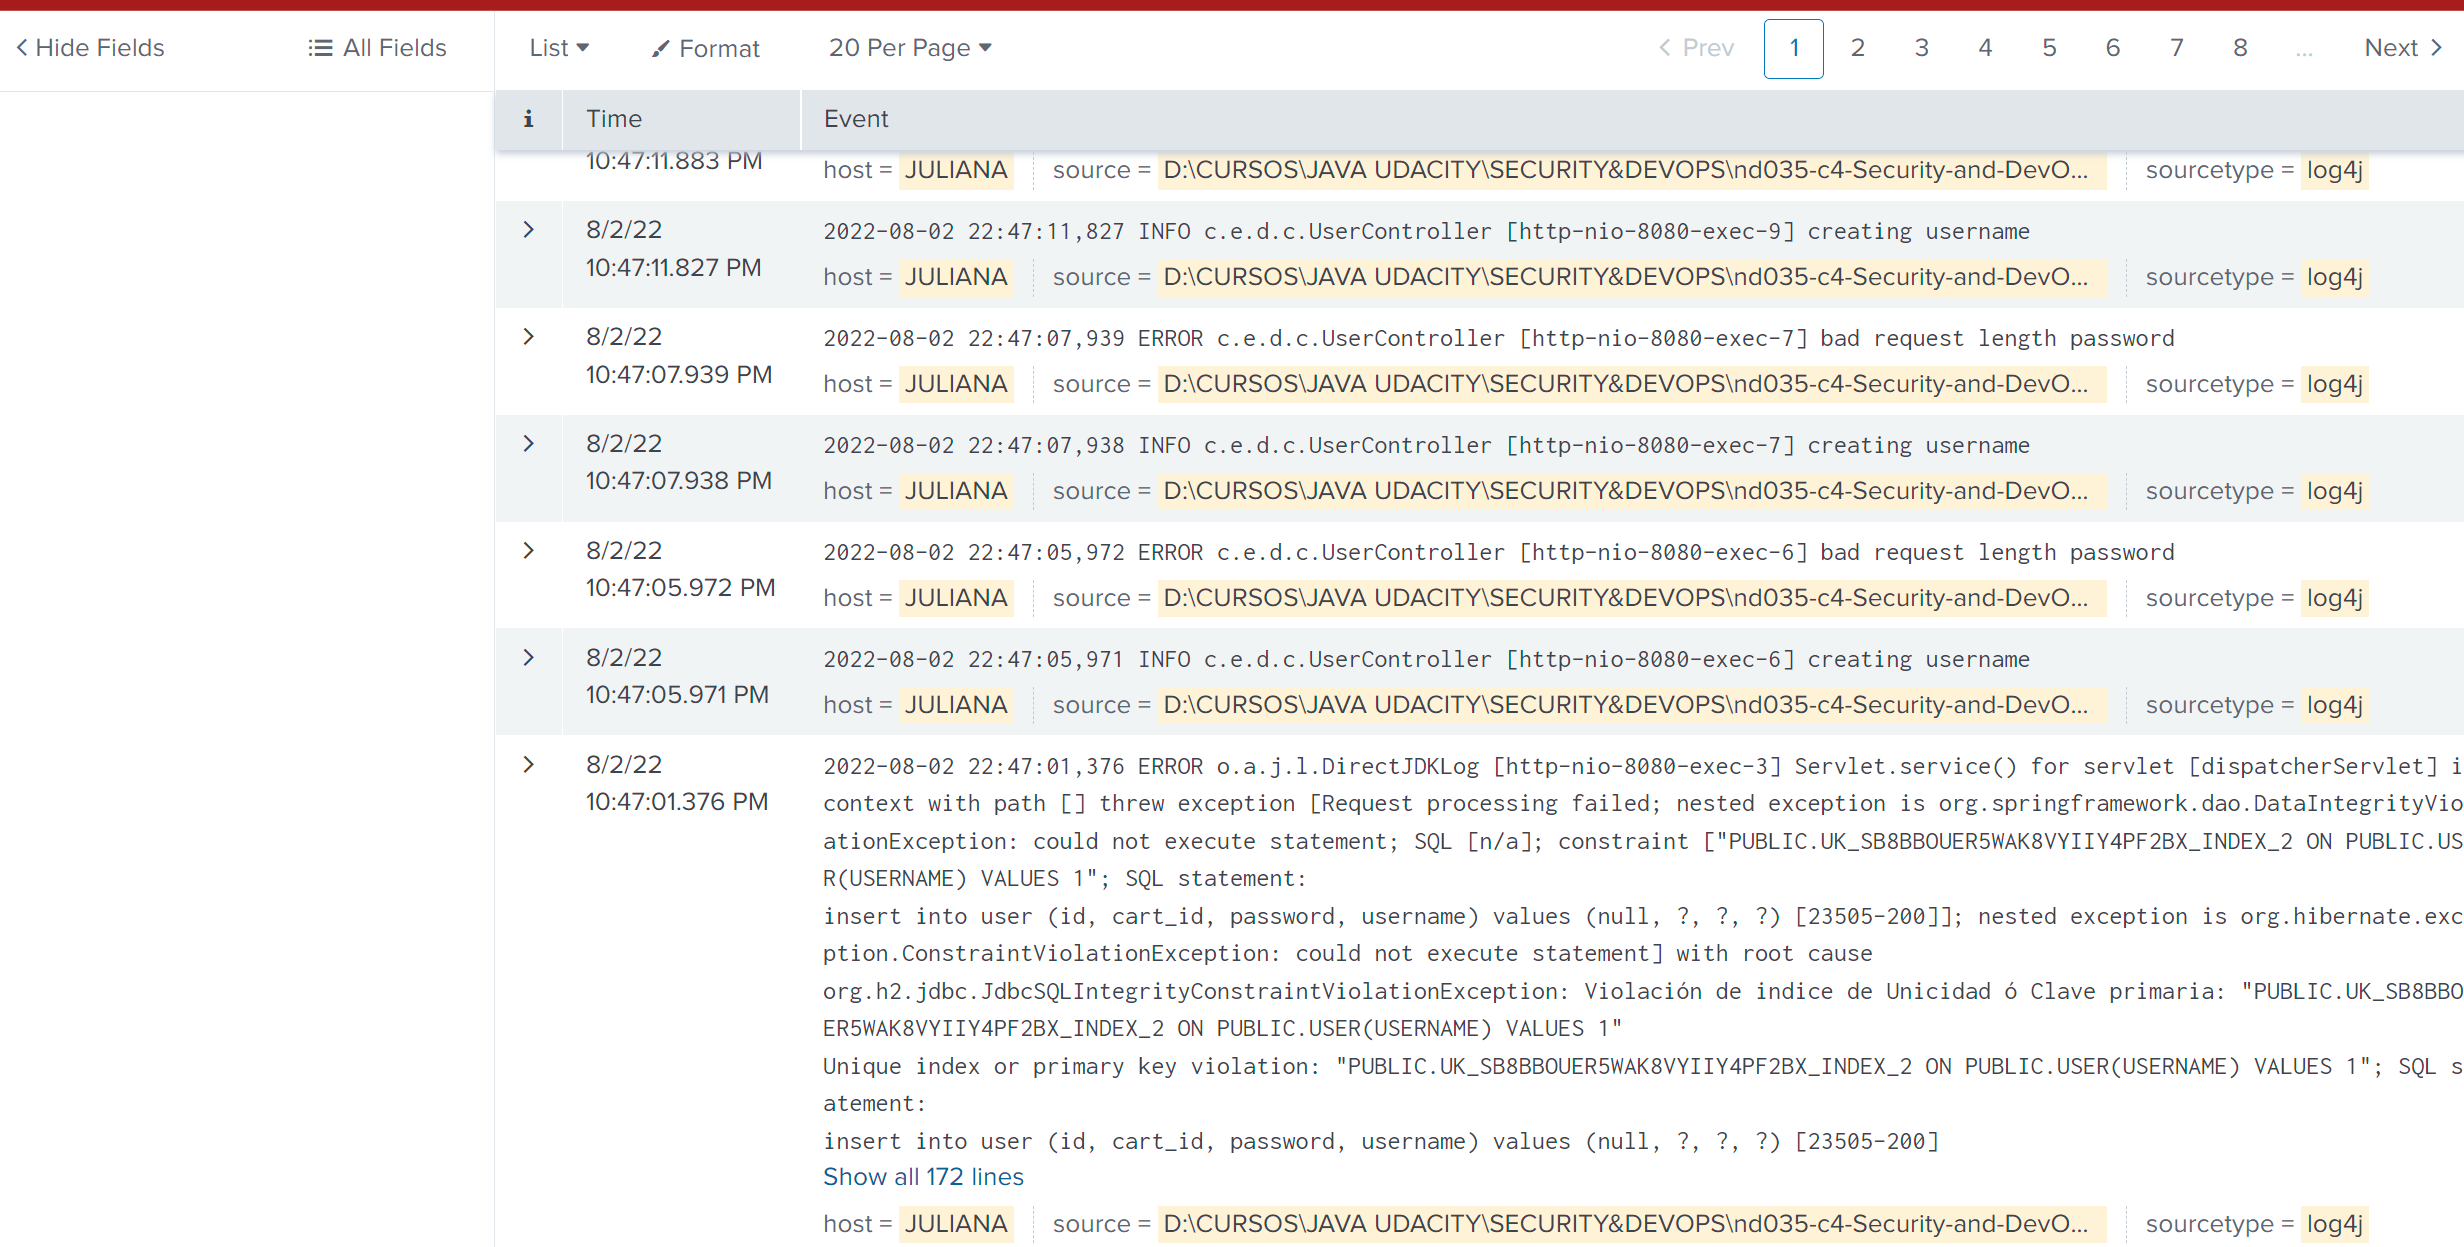 Hide Fields All Fields List Format 20 Per Page Prev 1 2 3 4 5 6 7 8 ... Next
i Time Event
10:47:11.883 PM host = JULIANA source = D:\CURSOS\JAVA UDACITY\SECURITY&DEVOPS\nd035-c4-Security-and-DevO... sourcetype = log4j
8/2/22 2022-08-02 22:47:11,827 INFO c.e.d.c.UserController [http-nio-8080-exec-9] creating username
10:47:11.827 PM host = JULIANA source = D:\CURSOS\JAVA UDACITY\SECURITY&DEVOPS\nd035-c4-Security-and-DevO... sourcetype = log4j
8/2/22 2022-08-02 22:47:07,939 ERROR c.e.d.c.UserController [http-nio-8080-exec-7] bad request length password
10:47:07.939 PM host = JULIANA source = D:\CURSOS\JAVA UDACITY\SECURITY&DEVOPS\nd035-c4-Security-and-DevO... sourcetype = log4j
8/2/22 2022-08-02 22:47:07,938 INFO c.e.d.c.UserController [http-nio-8080-exec-7] creating username
10:47:07.938 PM host = JULIANA source = D:\CURSOS\JAVA UDACITY\SECURITY&DEVOPS\nd035-c4-Security-and-DevO... sourcetype = log4j
8/2/22 2022-08-02 22:47:05,972 ERROR c.e.d.c.UserController [http-nio-8080-exec-6] bad request length password
10:47:05.972 PM host = JULIANA source = D:\CURSOS\JAVA UDACITY\SECURITY&DEVOPS\nd035-c4-Security-and-DevO... sourcetype = log4j
8/2/22 2022-08-02 22:47:05,971 INFO c.e.d.c.UserController [http-nio-8080-exec-6] creating username
10:47:05.971 PM host = JULIANA source = D:\CURSOS\JAVA UDACITY\SECURITY&DEVOPS\nd035-c4-Security-and-DevO... sourcetype = log4j
8/2/22 2022-08-02 22:47:01,376 ERROR o.a.j.l.DirectJDKLog [http-nio-8080-exec-3] Servlet.service() for servlet [dispatcherServlet] i
10:47:01.376 PM context with path [] threw exception [Request processing failed; nested exception is org.springframework.dao.DataIntegrityVio
ationException: could not execute statement; SQL [n/a]; constraint ["PUBLIC.UK_SB8BBOUER5WAK8VYIIY4PF2BX_INDEX_2 ON PUBLIC.US
R(USERNAME) VALUES 1"; SQL statement:
insert into user (id, cart_id, password, username) values (null, ?, ?, ?) [23505-200]]; nested exception is org.hibernate.exc
ption.ConstraintViolationException: could not execute statement] with root cause
org.h2.jdbc.JdbcSQLIntegrityConstraintViolationException: Violación de indice de Unicidad ó Clave primaria: "PUBLIC.UK_SB8BBO
ER5WAK8VYIIY4PF2BX_INDEX_2 ON PUBLIC.USER(USERNAME) VALUES 1"
Unique index or primary key violation: "PUBLIC.UK_SB8BBOUER5WAK8VYIIY4PF2BX_INDEX_2 ON PUBLIC.USER(USERNAME) VALUES 1"; SQL s
atement:
insert into user (id, cart_id, password, username) values (null, ?, ?, ?) [23505-200]
Show all 172 lines
host = JULIANA source = D:\CURSOS\JAVA UDACITY\SECURITY&DEVOPS\nd035-c4-Security-and-DevO... sourcetype = log4j